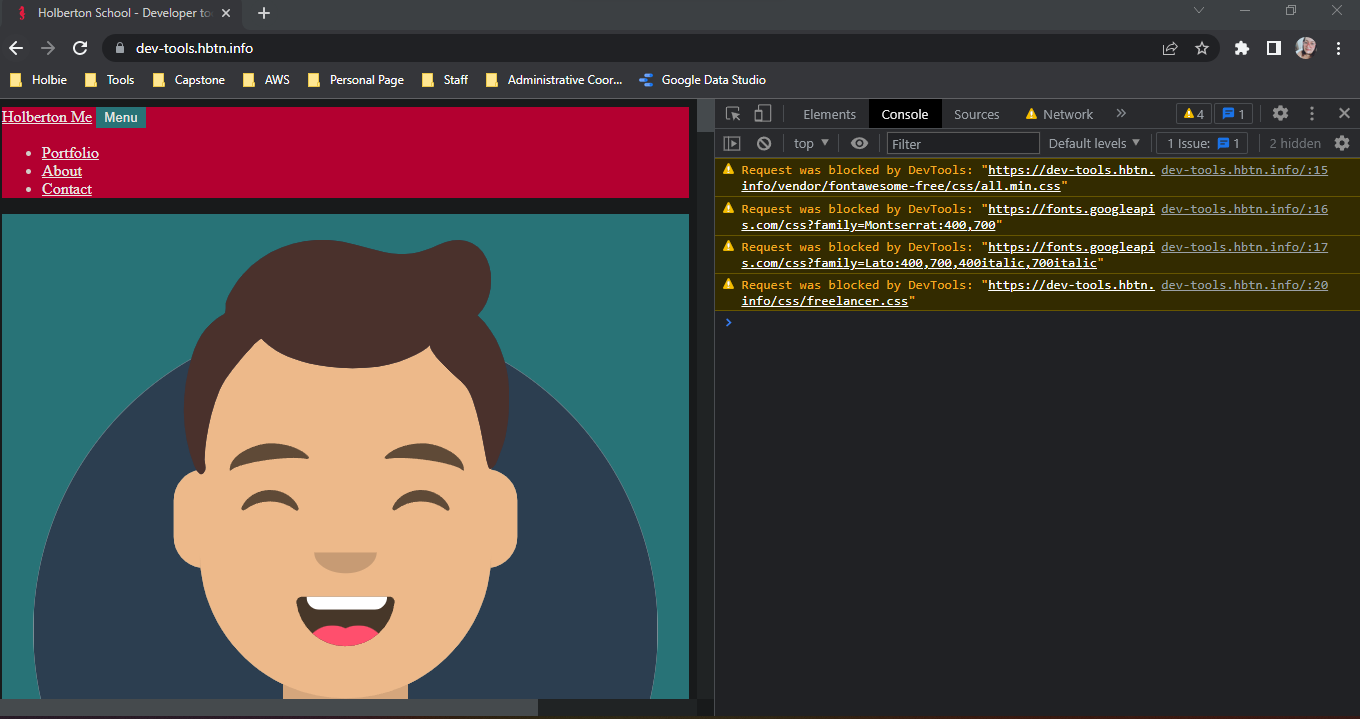 Holberton School - Developer to
dev-tools.hbtn.info
Holbie Tools Capstone AWS Personal Page Staff Administrative Coor... Google Data Studio
Holberton Me Menu
Portfolio
About
Contact
Elements Console Sources Network » 4 1
top Filter Default levels 1 Issue: 1 2 hidden
Request was blocked by DevTools: "https://dev-tools.hbtn. dev-tools.hbtn.info/:15
info/vendor/fontawesome-free/css/all.min.css"
Request was blocked by DevTools: "https://fonts.googleapi dev-tools.hbtn.info/:16
s.com/css?family=Montserrat:400,700"
Request was blocked by DevTools: "https://fonts.googleapi dev-tools.hbtn.info/:17
s.com/css?family=Lato:400,700,400italic,700italic"
Request was blocked by DevTools: "https://dev-tools.hbtn. dev-tools.hbtn.info/:20
info/css/freelancer.css"